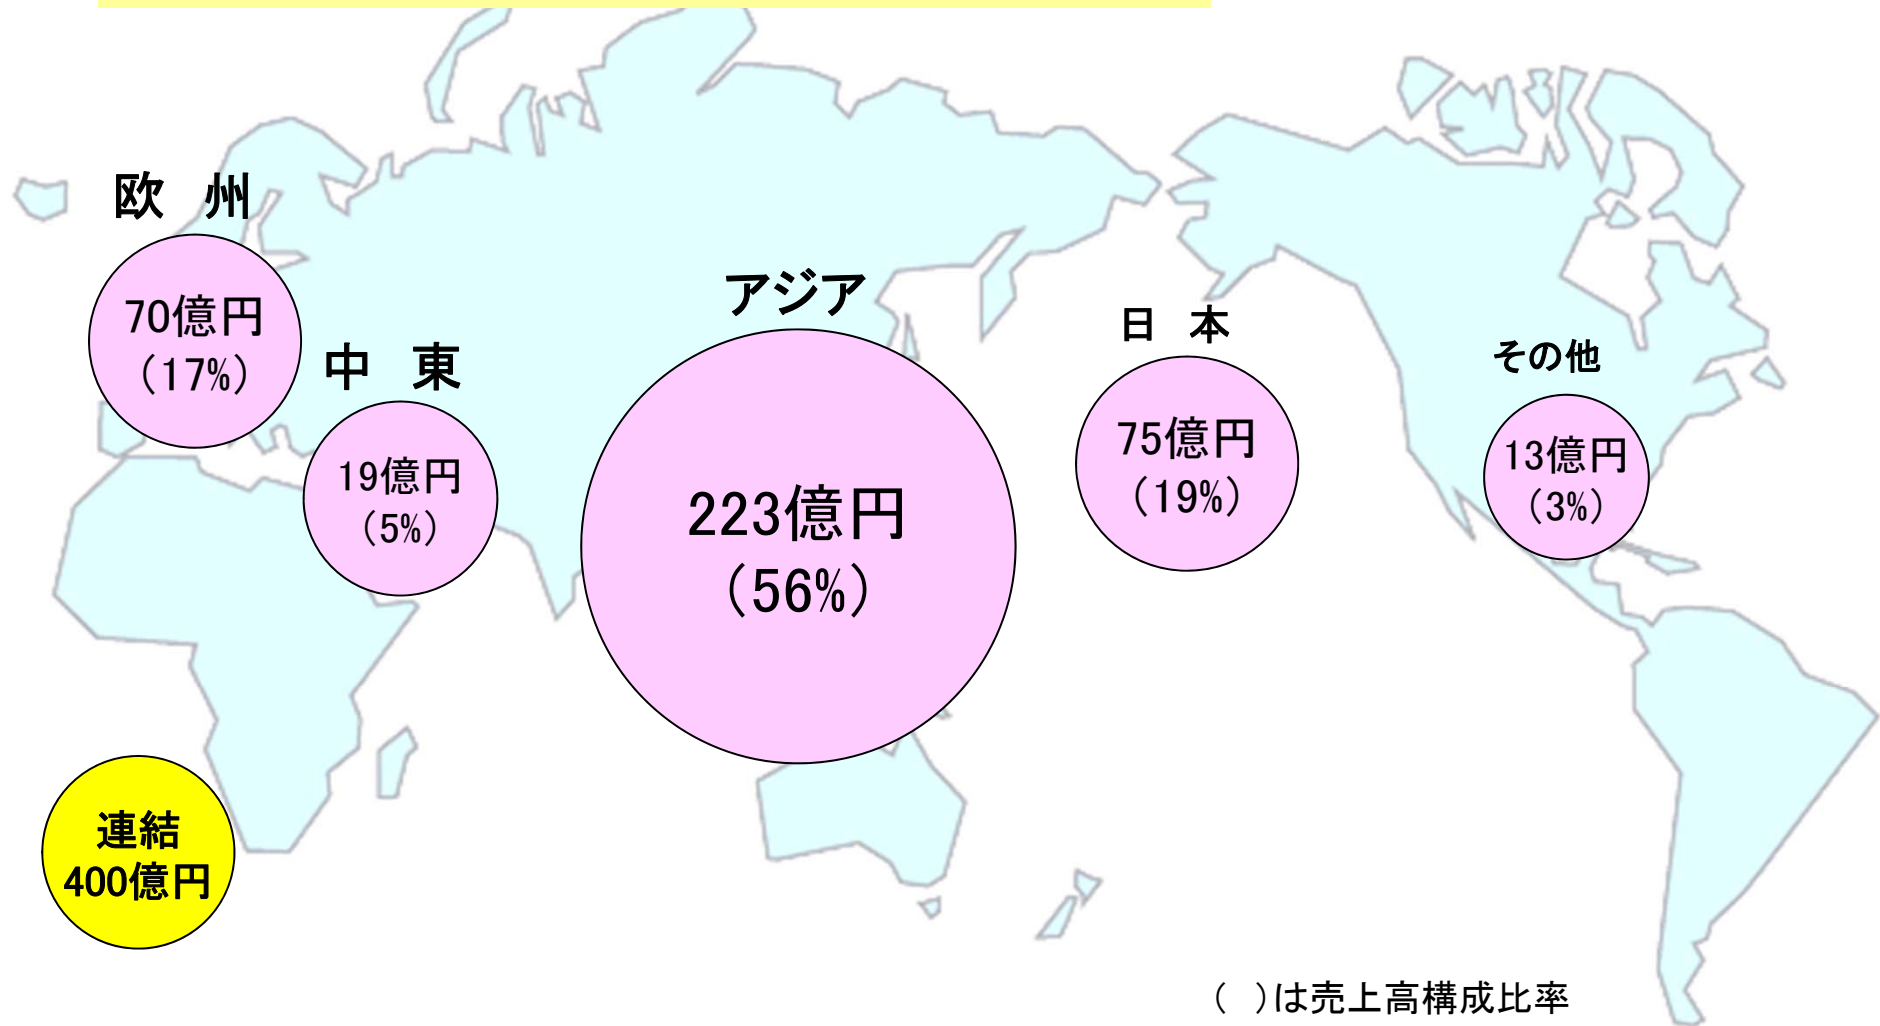 欧　州
70億円
（17%）
中　東
19億円
（5%）
アジア
223億円
（56%）
日　本
75億円
（19%）
その他
13億円
（3%）
連結
400億円
（　）は売上高構成比率